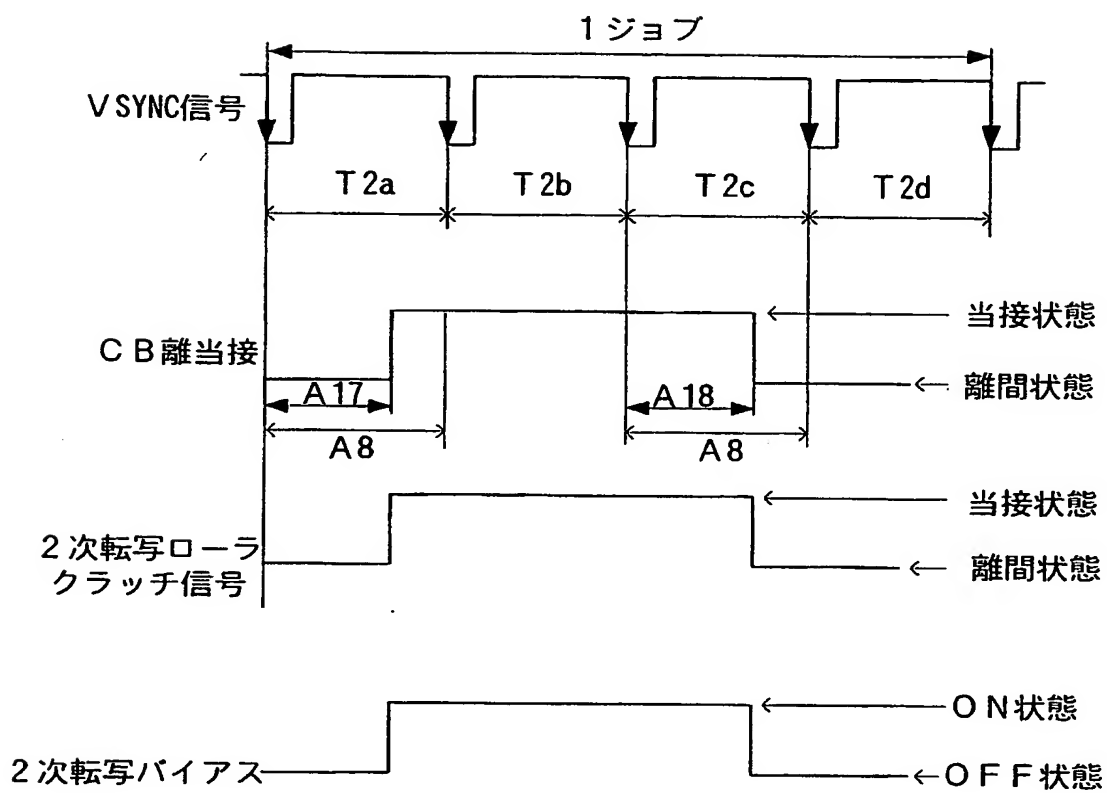 1ジョブ
VSYNC信号
T2a T2b T2c T2d
当接状態
CB離当接
離間状態
A17 A18
A8 A8
当接状態
2次転写ローラ
クラッチ信号
離間状態
ON状態
2次転写バイアス
OFF状態